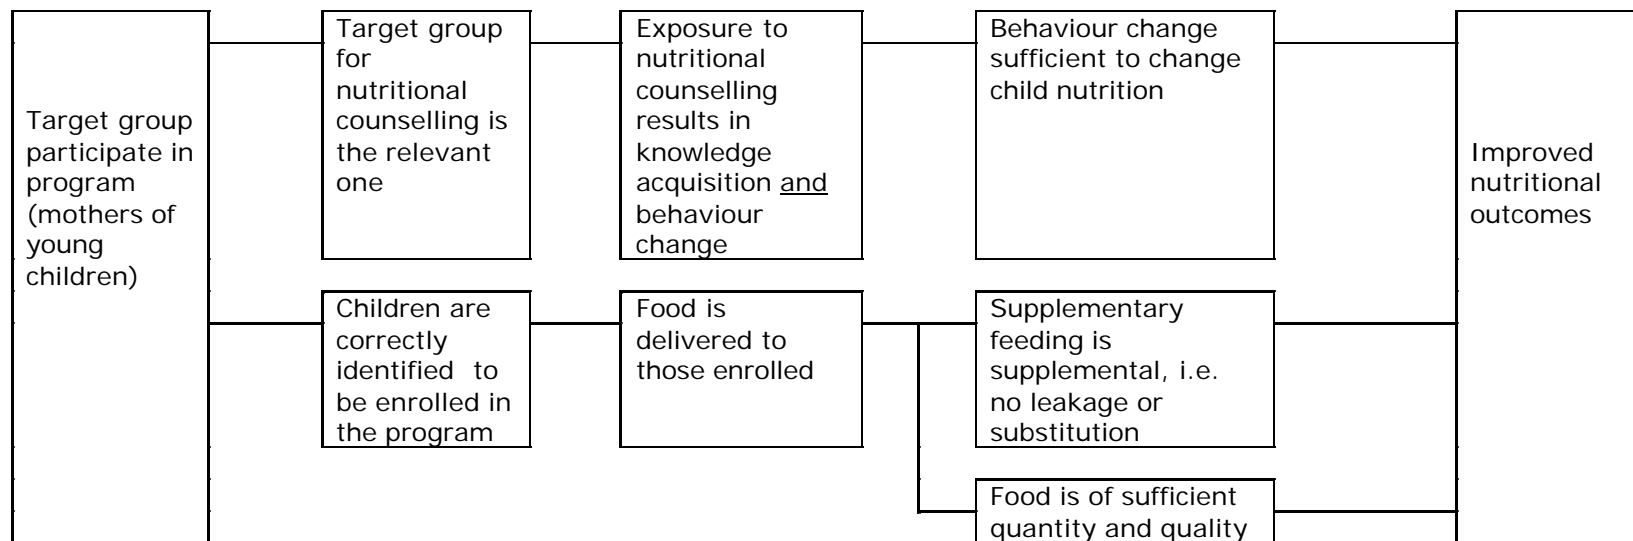 Target group
participate in
program
(mothers of
young
children)
Target group
for
nutritional
counselling is
the relevant
one
Exposure to
nutritional
counselling
results in
knowledge
acquisition and
behaviour
change
Behaviour change
sufficient to change
child nutrition
Children are
correctly
identified to
be enrolled in
the program
Food is
delivered to
those enrolled
Supplementary
feeding is
supplemental, i.e.
no leakage or
substitution
Food is of sufficient
quantity and quality
Improved
nutritional
outcomes